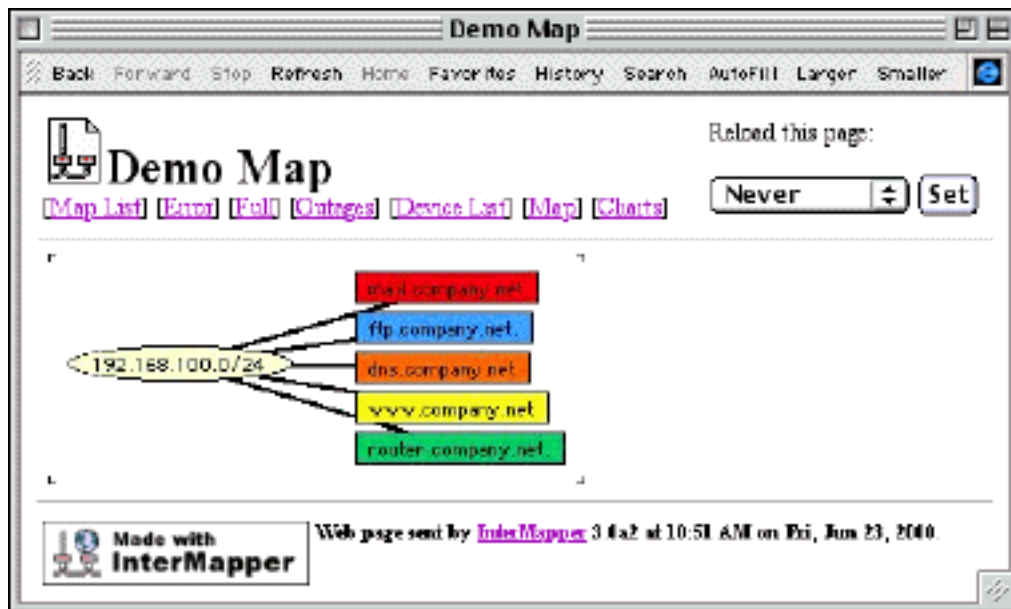 Demo Map
Back Forward Stop Refresh Home Favorites History Search AutoFill Larger Smaller
Reload this page:
Demo Map
Never Set
[Map List] [Error] [Full] [Outages] [Device List] [Map] [Charts]
mail.company.net.
ftp.company.net.
192.168.100.0/24
dns.company.net
www.company.net
router.company.net.
Made with
InterMapper
Web page sent by InterMapper 3.0a2 at 10:51 AM on Fri, Jun 23, 2000.